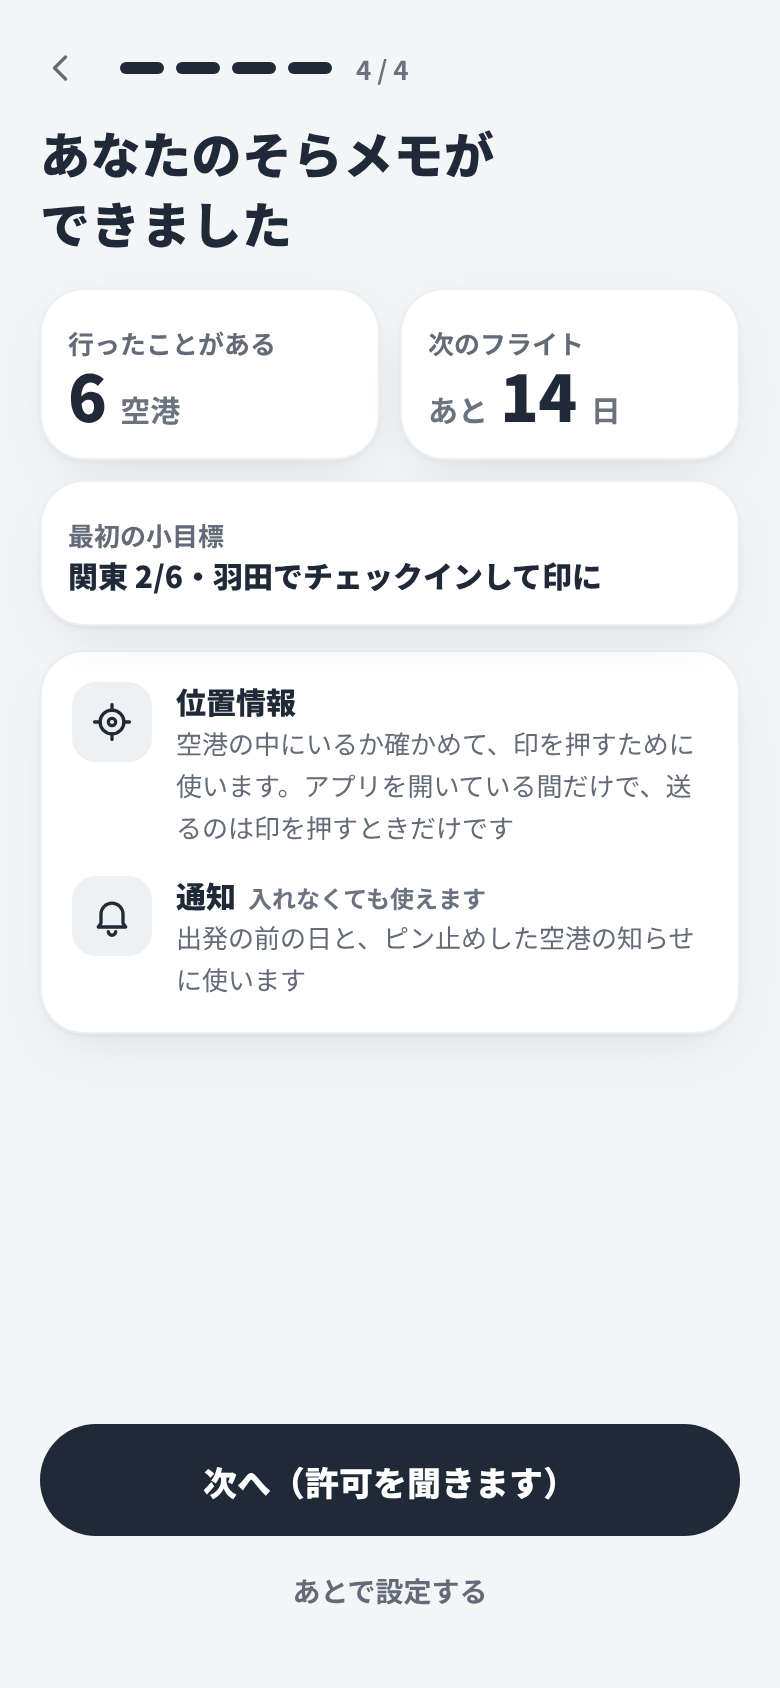 4 / 4
あなたのそらメモが
できました
行ったことがある
6 空港
次のフライト
あと 14 日
最初の小目標
関東 2/6・羽田でチェックインして印に
位置情報
空港の中にいるか確かめて、印を押すために
使います。アプリを開いている間だけで、送
るのは印を押すときだけです
通知 入れなくても使えます
出発の前の日と、ピン止めした空港の知らせ
に使います
次へ（許可を聞きます）
あとで設定する